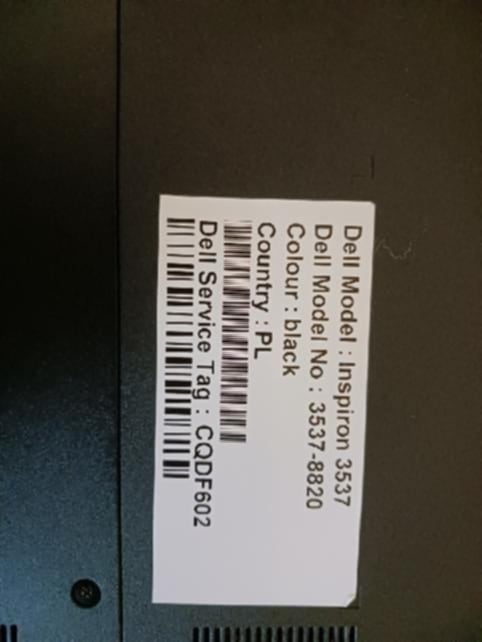 Dell Model : Inspiron 3537
Dell Model No : 3537-8820
Colour : black
Country : PL
Dell Service Tag : CQDF602